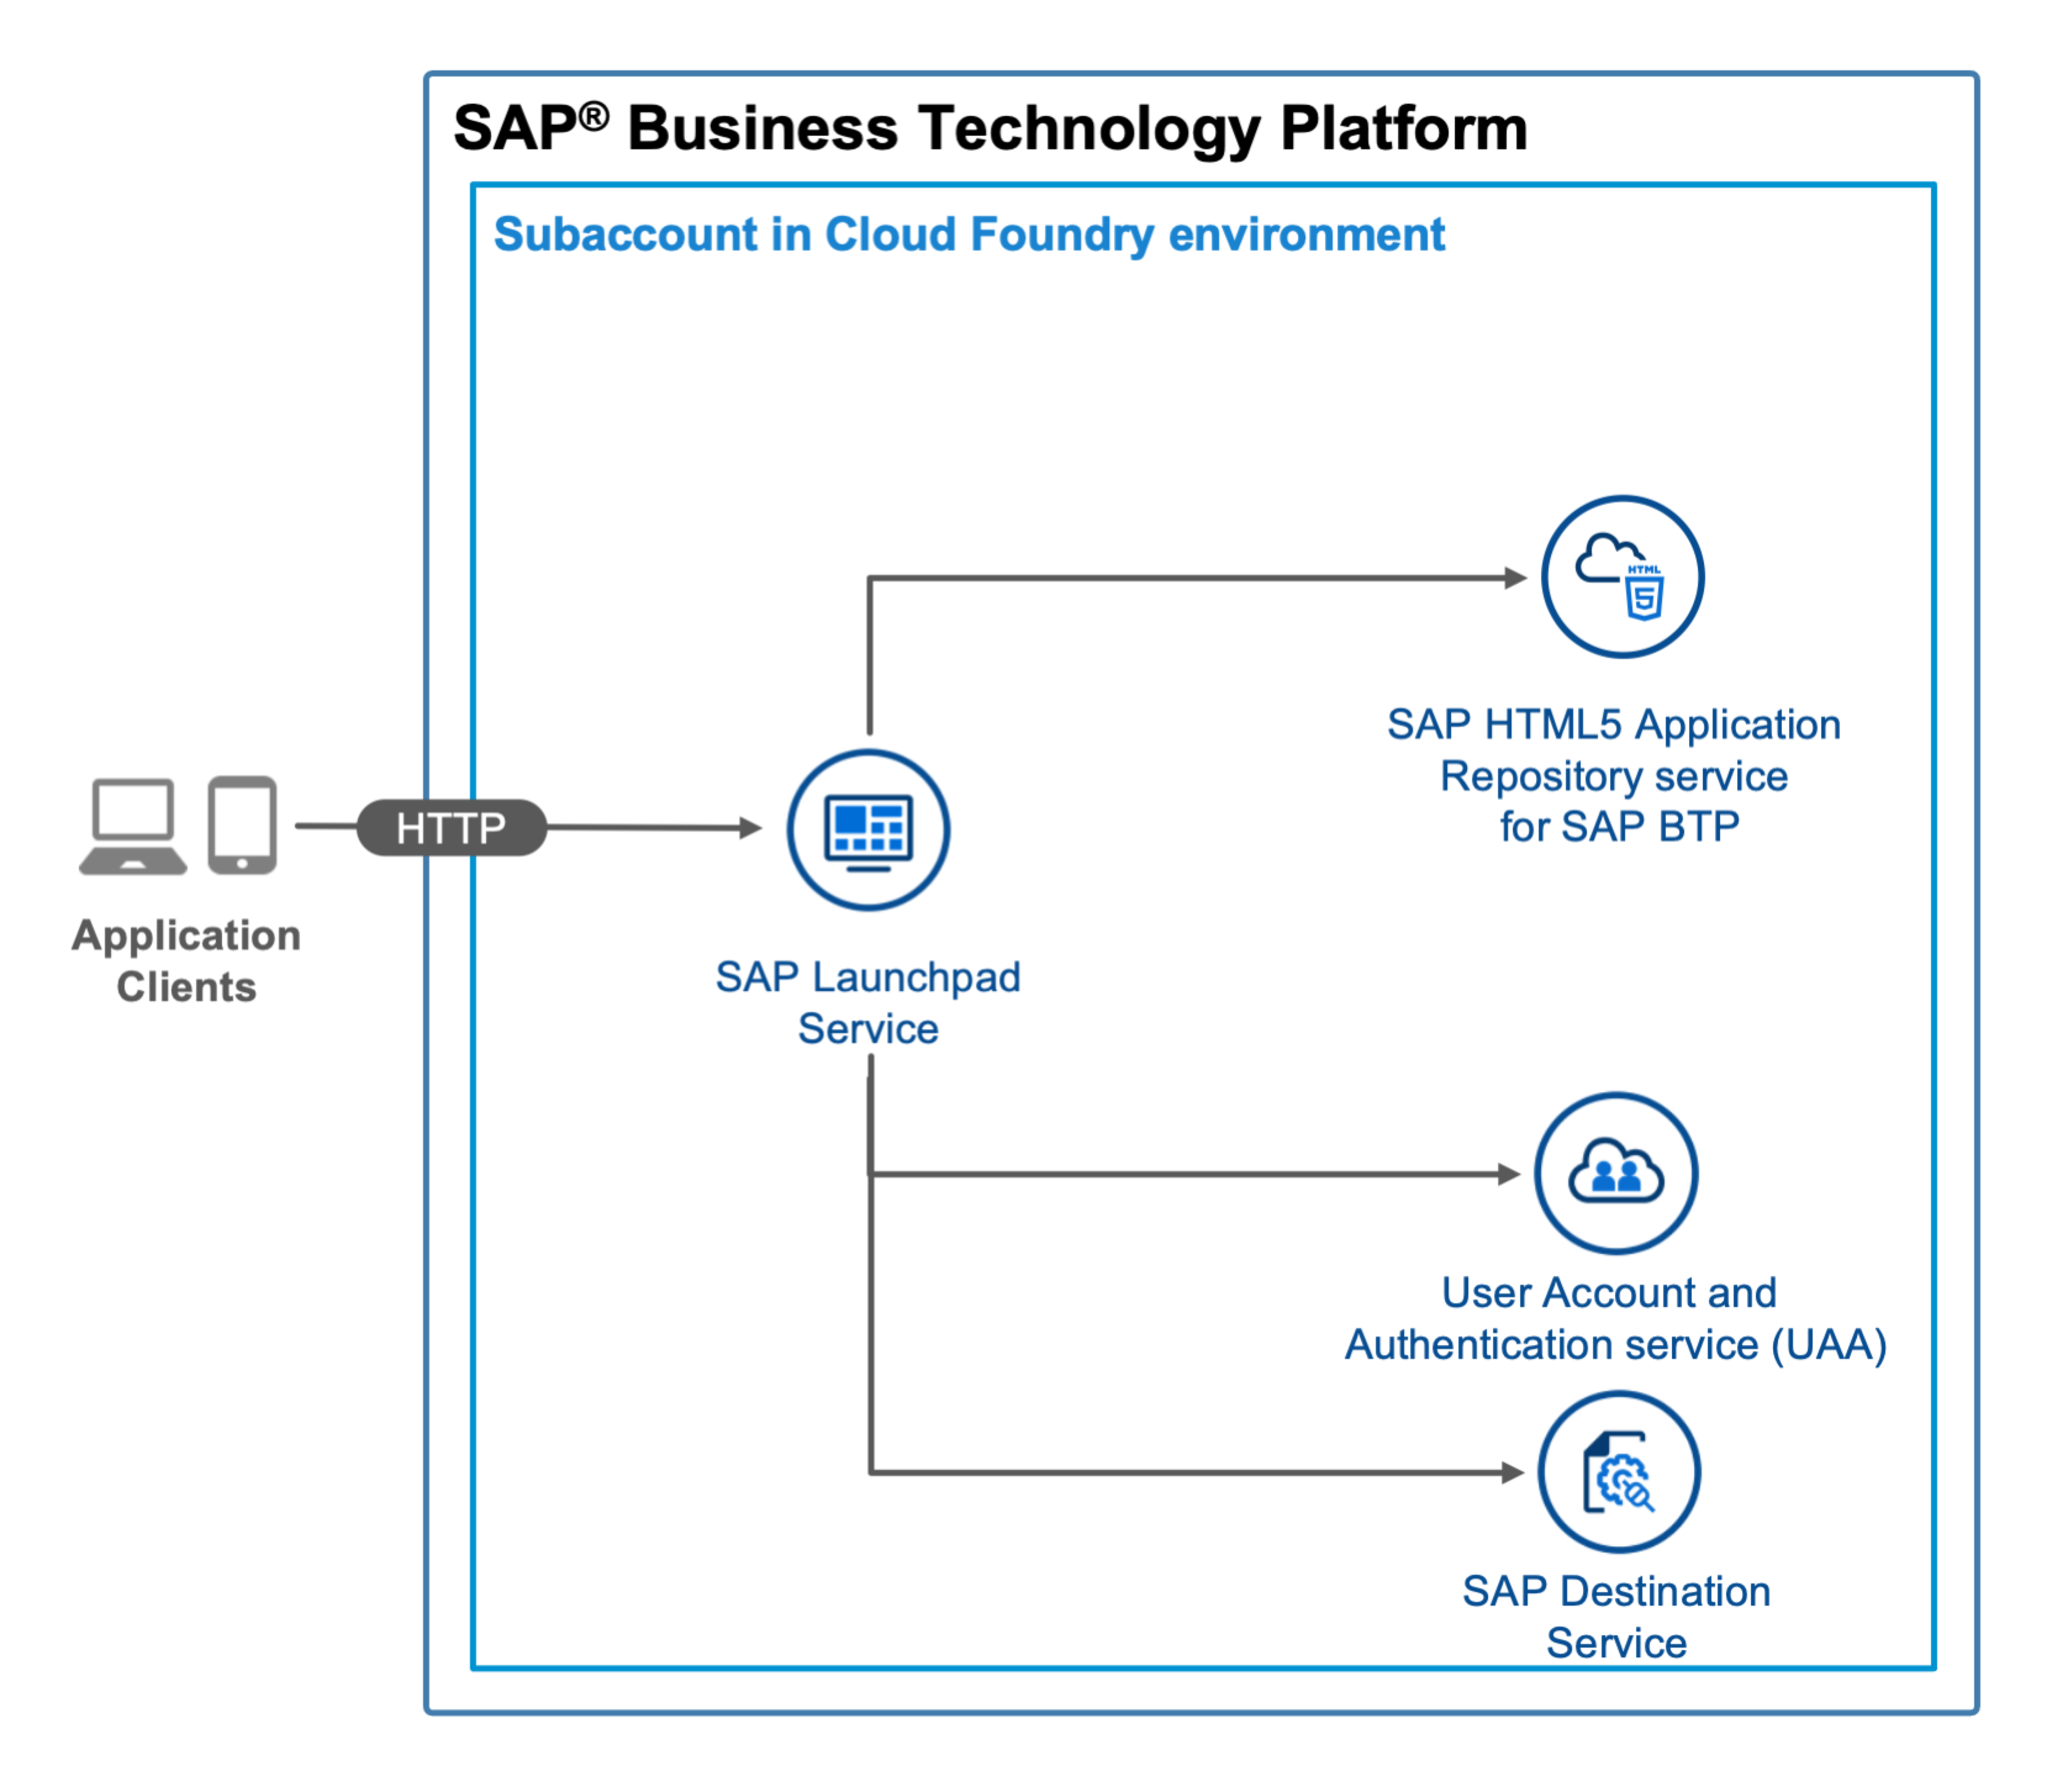 SAP® Business Technology Platform
Subaccount in Cloud Foundry environment
HTML
5
SAP HTML5 Application
Repository service
for SAP BTP
HTTP
Application
Clients
SAP Launchpad
Service
User Account and
Authentication service (UAA)
SAP Destination
Service